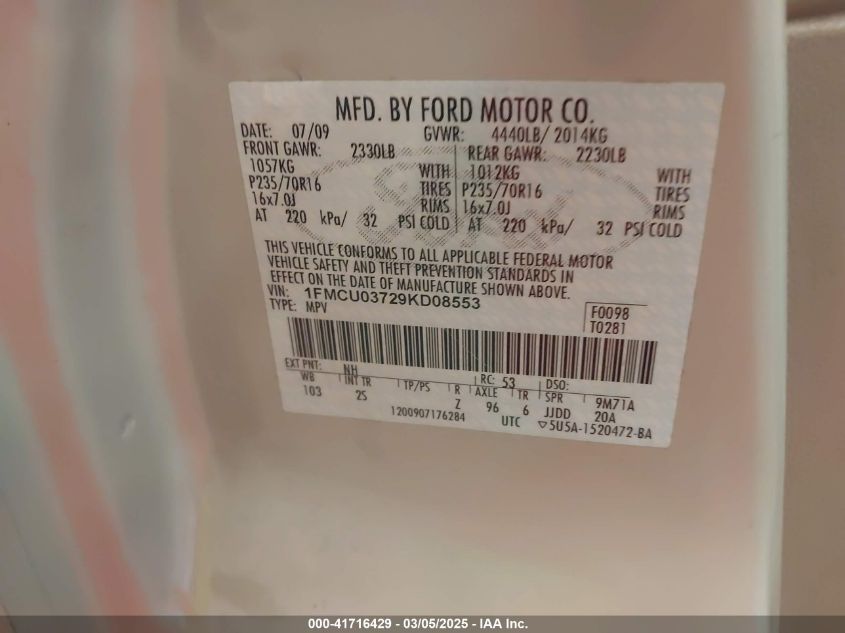 MFD. BY FORD MOTOR CO.
DATE: 07/09 GVWR: 4440LB/ 2014KG
FRONT GAWR: 2330LB REAR GAWR: 2230LB
1057KG WITH 1012KG WITH
P235/70R16 TIRES P235/70R16 TIRES
16x7.0J RIMS 16x7.0J RIMS
AT 220 kPa/ 32 PSI COLD AT 220 kPa/ 32 PSI COLD
Ford
THIS VEHICLE CONFORMS TO ALL APPLICABLE FEDERAL MOTOR
VEHICLE SAFETY AND THEFT PREVENTION STANDARDS IN
EFFECT ON THE DATE OF MANUFACTURE SHOWN ABOVE.
VIN: 1FMCU03729KD08553
TYPE: MPV
F0098
T0281
EXT PNT: NH RC: 53 DSO:
WB INT TR TP/PS R AXLE TR SPR 9M71A
103 2S Z 96 6 JJDD 20A
1200907176284 UTC ▽5U5A-1520472-BA
000-41716429 - 03/05/2025 - IAA Inc.